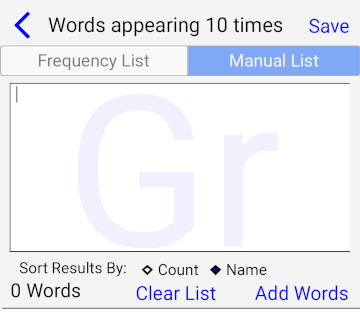 Words appearing 10 times Save
Frequency List Manual List
Gr
Sort Results By: Count Name
0 Words Clear List Add Words